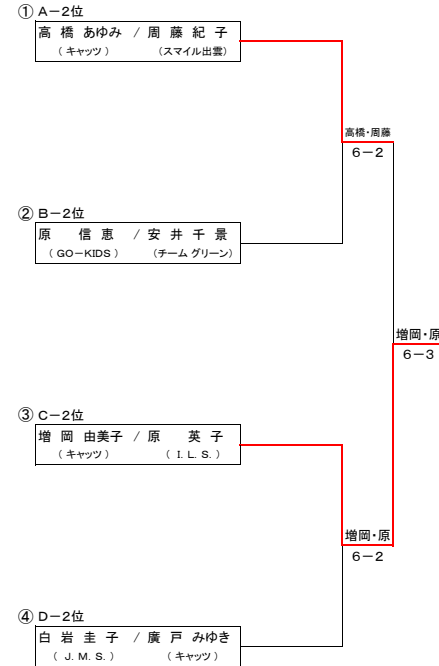 ① A－2位
高 橋 あゆみ / 周 藤 紀 子
（ キャッツ ） （スマイル出雲）
高橋・周藤
6－2
② B－2位
原 信 恵 / 安 井 千 景
（ GO－KIDS ） （チーム グリーン）
増岡・原
6－3
③ C－2位
増 岡 由美子 / 原 英 子
（ キャッツ ） （ I. L. S. ）
増岡・原
6－2
④ D－2位
白 岩 圭 子 / 廣 戸 みゆき
（ J. M. S. ） （ キャッツ ）